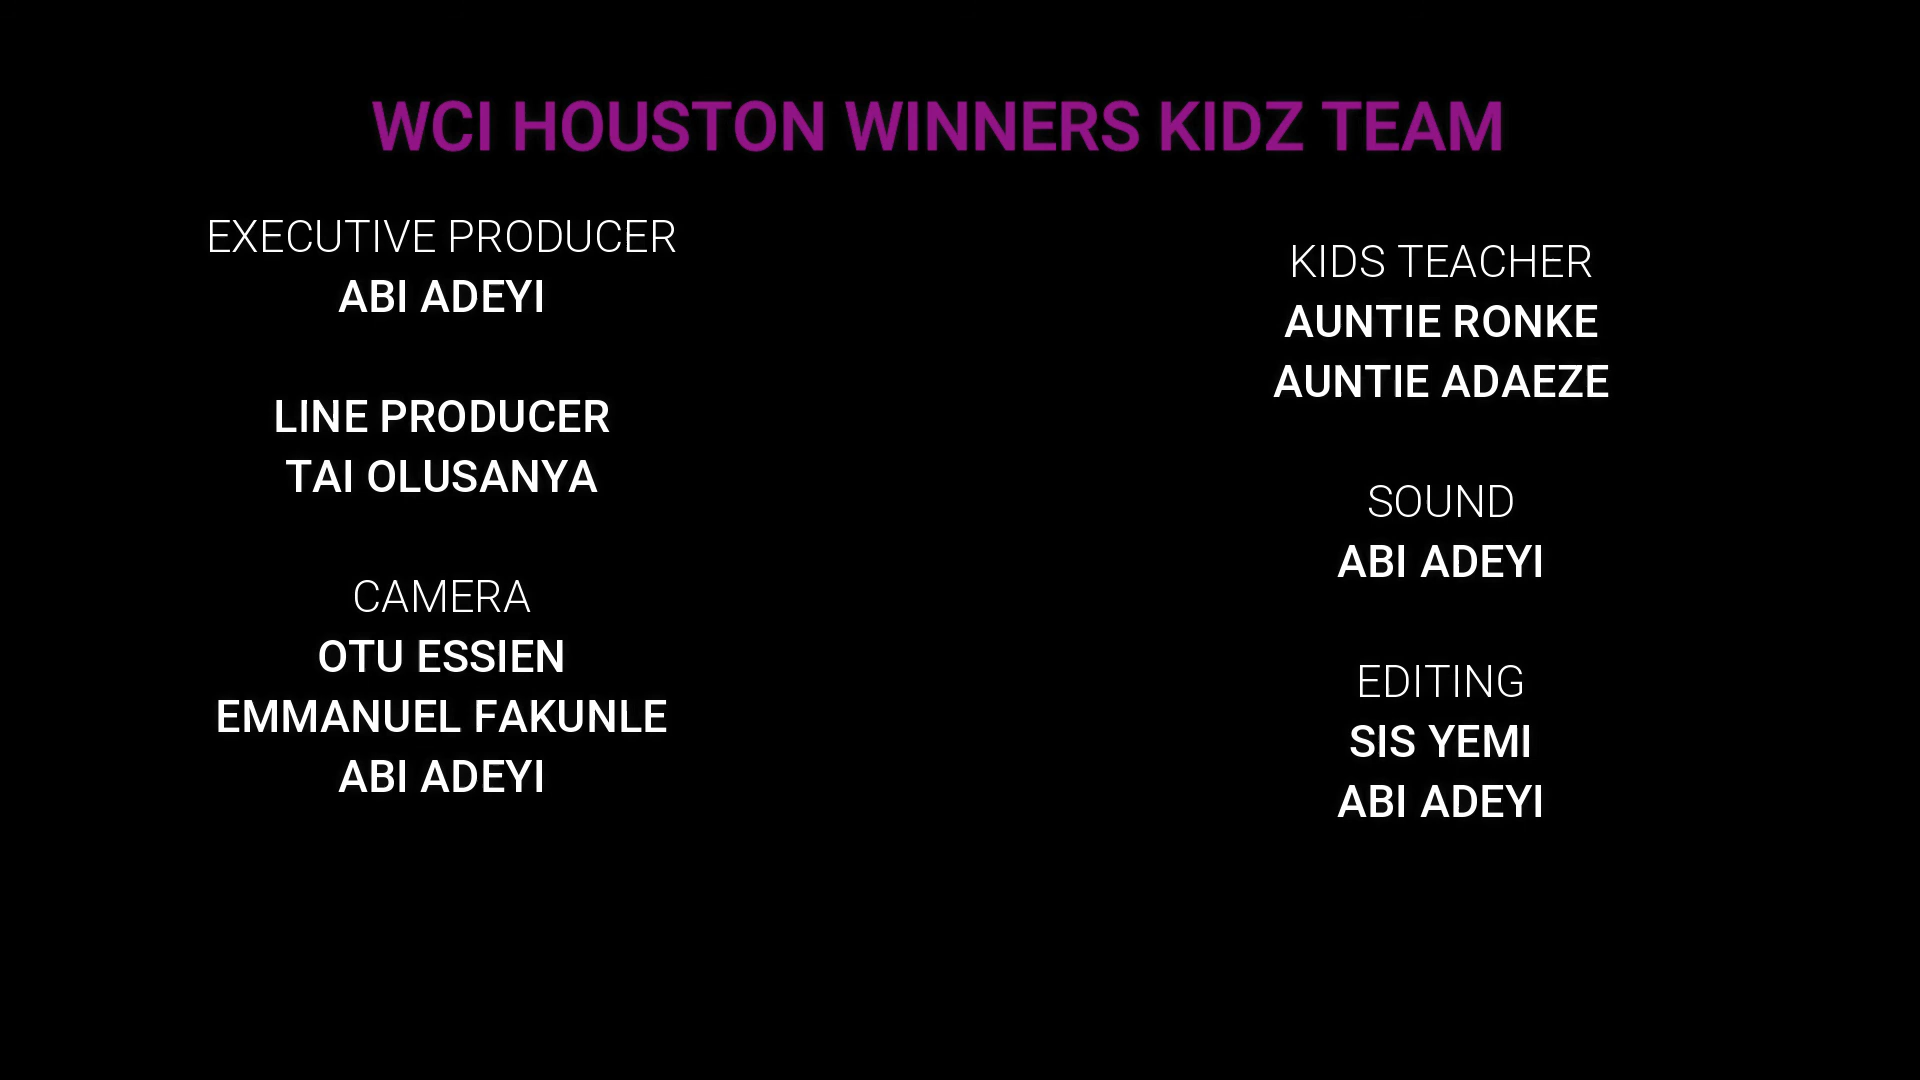 WCI HOUSTON WINNERS KIDZ TEAM
EXECUTIVE PRODUCER
ABI ADEYI
LINE PRODUCER
TAI OLUSANYA
CAMERA
OTU ESSIEN
EMMANUEL FAKUNLE
ABI ADEYI
KIDS TEACHER
AUNTIE RONKE
AUNTIE ADAEZE
SOUND
ABI ADEYI
EDITING
SIS YEMI
ABI ADEYI